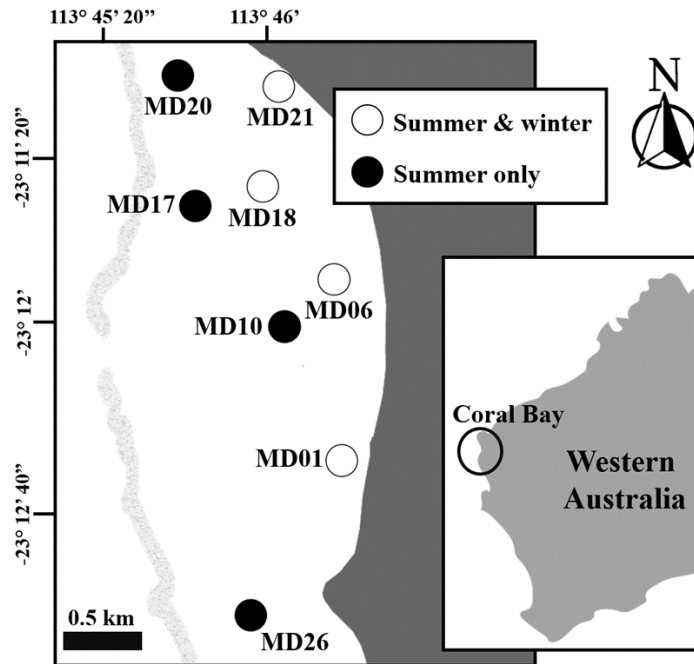 113° 45' 20”
113° 46'
N
MD20
MD21
Summer & winter
Summer only
-23° 11' 20”
MD17
MD18
MD06
-23° 12'
MD10
Coral Bay
MD01
Western
Australia
-23° 12' 40”
0.5 km
MD26